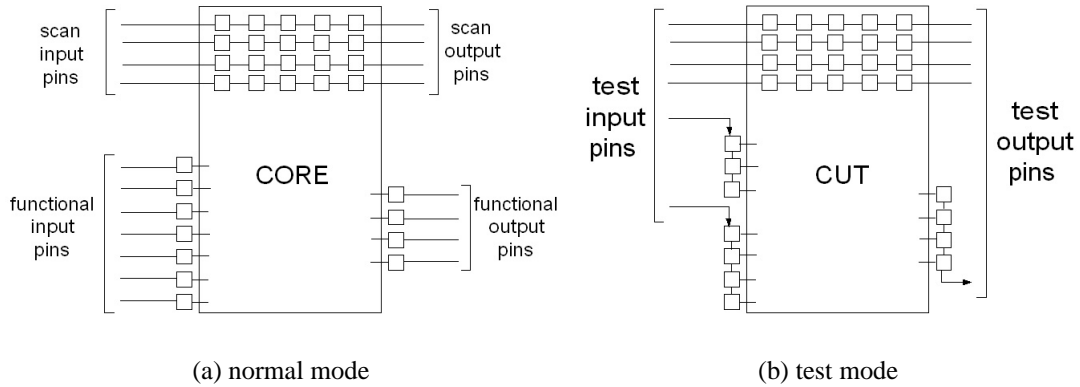 scan
input
pins
scan
output
pins
CORE
functional
input
pins
functional
output
pins
(a) normal mode
test
input
pins
CUT
test
output
pins
(b) test mode